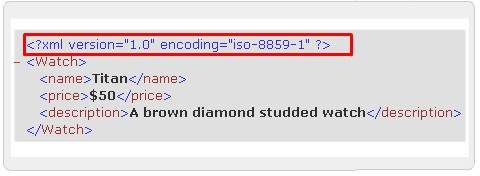 <?xml version="1.0" encoding="iso-8859-1" ?>
- <Watch>
<name>Titan</name>
<price>$50</price>
<description>A brown diamond studded watch</description>
</Watch>